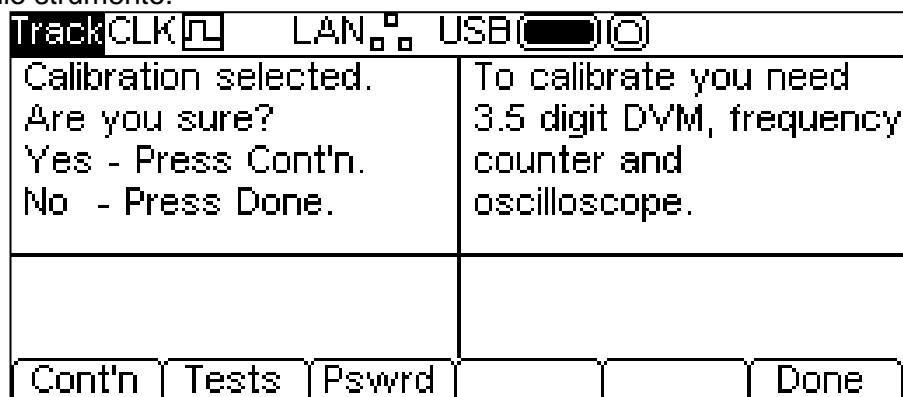 strumento.
Track CLK LAN USB
Calibration selected.
Are you sure?
Yes - Press Cont'n.
No - Press Done.
To calibrate you need
3.5 digit DVM, frequency
counter and
oscilloscope.
Cont'n Tests Pswrd Done